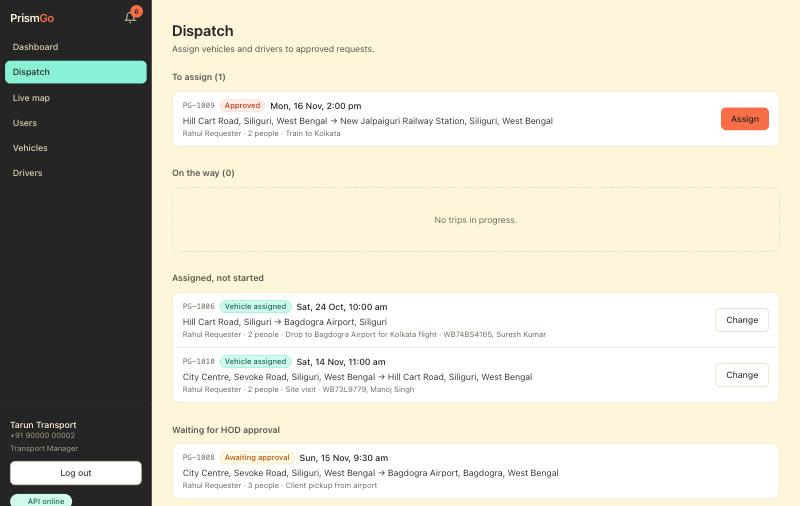 PrismGo
6
Dashboard
Dispatch
Live map
Users
Vehicles
Drivers
Tarun Transport
+91 90000 00002
Transport Manager
Log out
API online
Dispatch
Assign vehicles and drivers to approved requests.
To assign (1)
PG-1009 Approved Mon, 16 Nov, 2:00 pm
Hill Cart Road, Siliguri, West Bengal → New Jalpaiguri Railway Station, Siliguri, West Bengal
Rahul Requester · 2 people · Train to Kolkata
Assign
On the way (0)
No trips in progress.
Assigned, not started
PG-1006 Vehicle assigned Sat, 24 Oct, 10:00 am
Hill Cart Road, Siliguri → Bagdogra Airport, Siliguri
Rahul Requester · 2 people · Drop to Bagdogra Airport for Kolkata flight · WB74BS4165, Suresh Kumar
Change
PG-1010 Vehicle assigned Sat, 14 Nov, 11:00 am
City Centre, Sevoke Road, Siliguri, West Bengal → Hill Cart Road, Siliguri, West Bengal
Rahul Requester · 2 people · Site visit · WB73L9779, Manoj Singh
Change
Waiting for HOD approval
PG-1008 Awaiting approval Sun, 15 Nov, 9:30 am
City Centre, Sevoke Road, Siliguri, West Bengal → Bagdogra Airport, Bagdogra, West Bengal
Rahul Requester · 3 people · Client pickup from airport